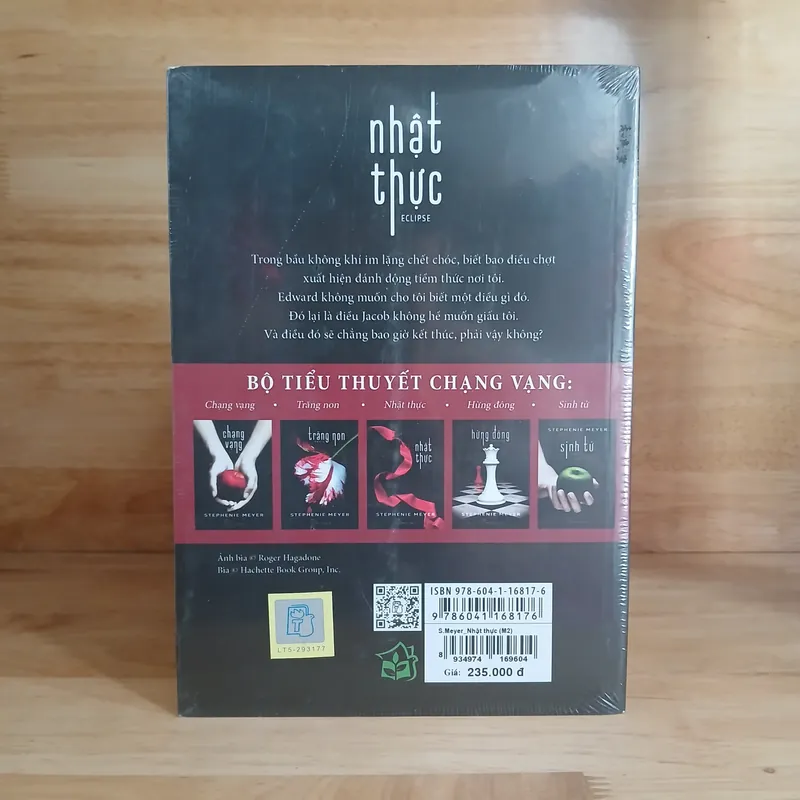 nhật
thực
ECLIPSE
Trong bầu không khí im lặng chết chóc, biết bao điều chợt
xuất hiện đánh động tiềm thức nơi tôi.
Edward không muốn cho tôi biết một điều gì đó.
Đó lại là điều Jacob không hề muốn giấu tôi.
Và điều đó sẽ chẳng bao giờ kết thúc, phải vậy không?
BỘ TIỂU THUYẾT CHẠNG VẠNG:
Chạng vạng • Trăng non • Nhật thực • Hừng đông • Sinh tử
chạng vạng
STEPHENIE MEYER
trăng non
STEPHENIE MEYER
nhật thực
STEPHENIE MEYER
hừng đông
STEPHENIE MEYER
STEPHENIE MEYER
sinh tử
Ảnh bìa © Roger Hagadone
Bìa © Hachette Book Group, Inc.
T
LT5-293177
ISBN 978-604-1-16817-6
9 786041 168176
S.Meyer_Nhật thực (M2)
8 934974 169604
Giá: 235.000 đ